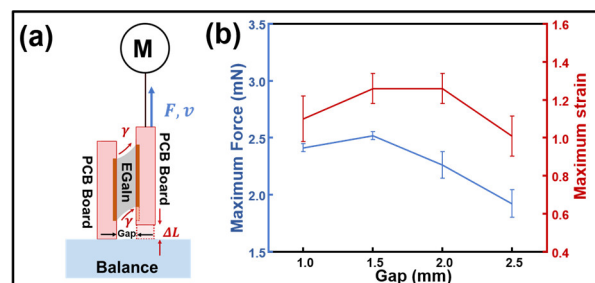 (a)
M
F, v
γ
PCB Board
EGaIn
PCB Board
γ
Gap
ΔL
Balance
(b)
Maximum Force (mN)
3.5
3.0
2.5
2.0
1.5
1.0
1.5
2.0
2.5
Gap (mm)
1.6
1.4
1.2
1.0
0.8
0.6
0.4
Maximum strain